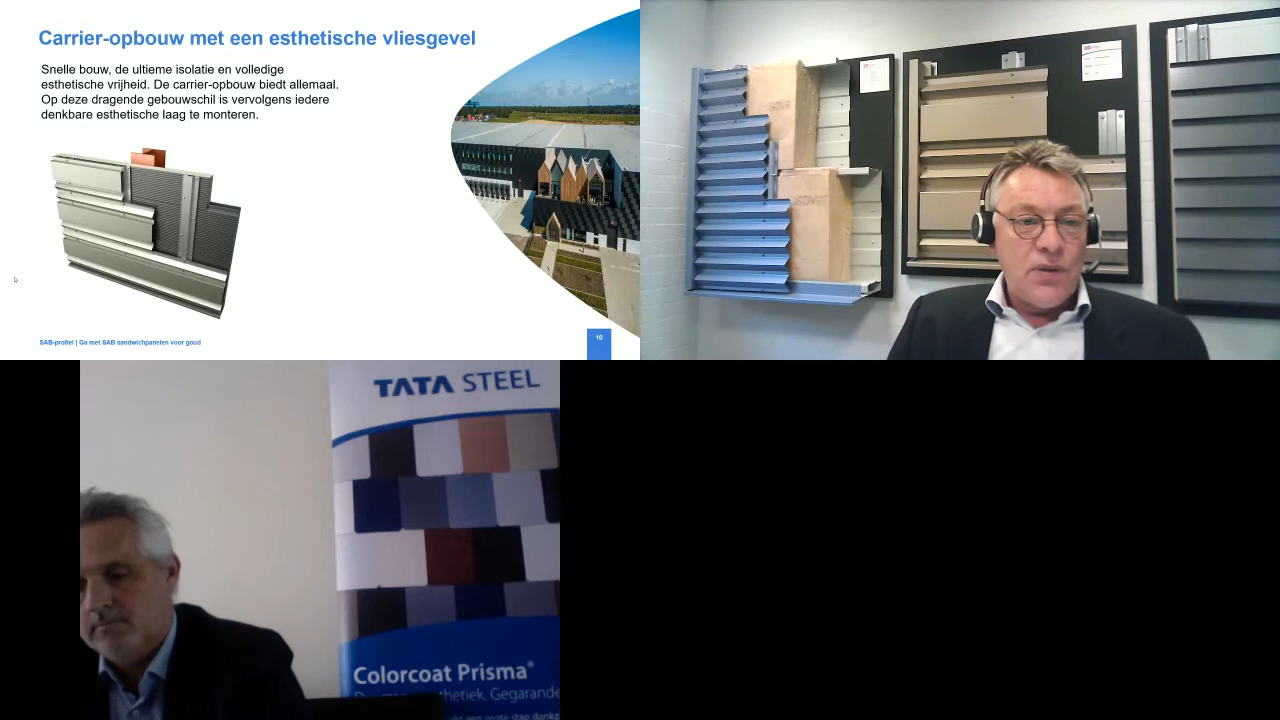 Carrier-opbouw met een esthetische vliesgevel
Snelle bouw, de ultieme isolatie en volledige
esthetische vrijheid. De carrier-opbouw biedt allemaal.
Op deze dragende gebouwschil is vervolgens iedere
denkbare esthetische laag te monteren.
SAB-profiel | Ga met SAB sandwichpanelen voor goud
10
TATA STEEL
Colorcoat Prisma®
Gegarande